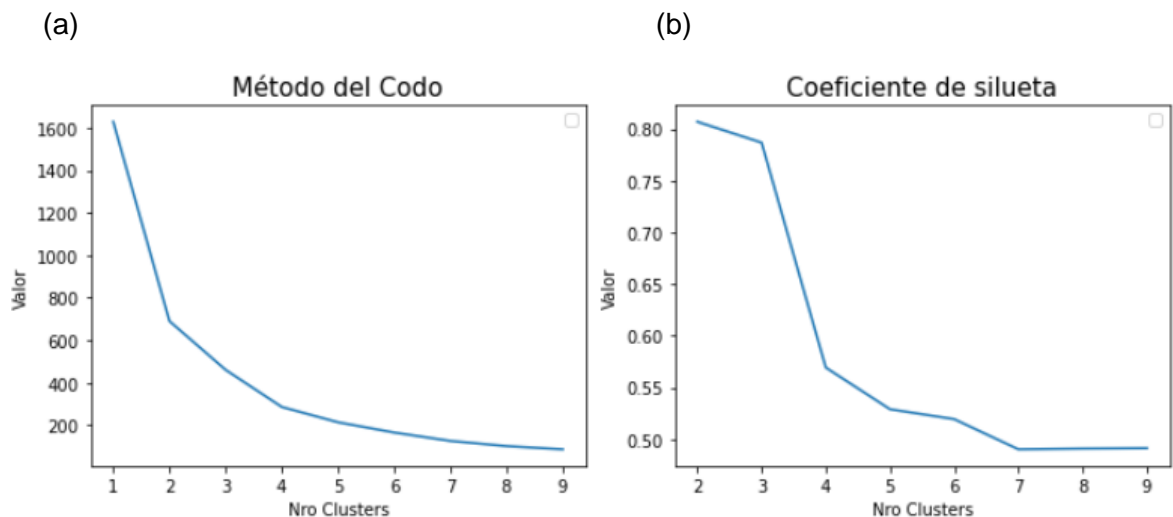 (a)
(b)
Método del Codo
1600
1400
1200
1000
800
600
400
200
Valor
1 2 3 4 5 6 7 8 9
Nro Clusters
Coeficiente de silueta
0.80
0.75
0.70
0.65
0.60
0.55
0.50
Valor
2 3 4 5 6 7 8 9
Nro Clusters